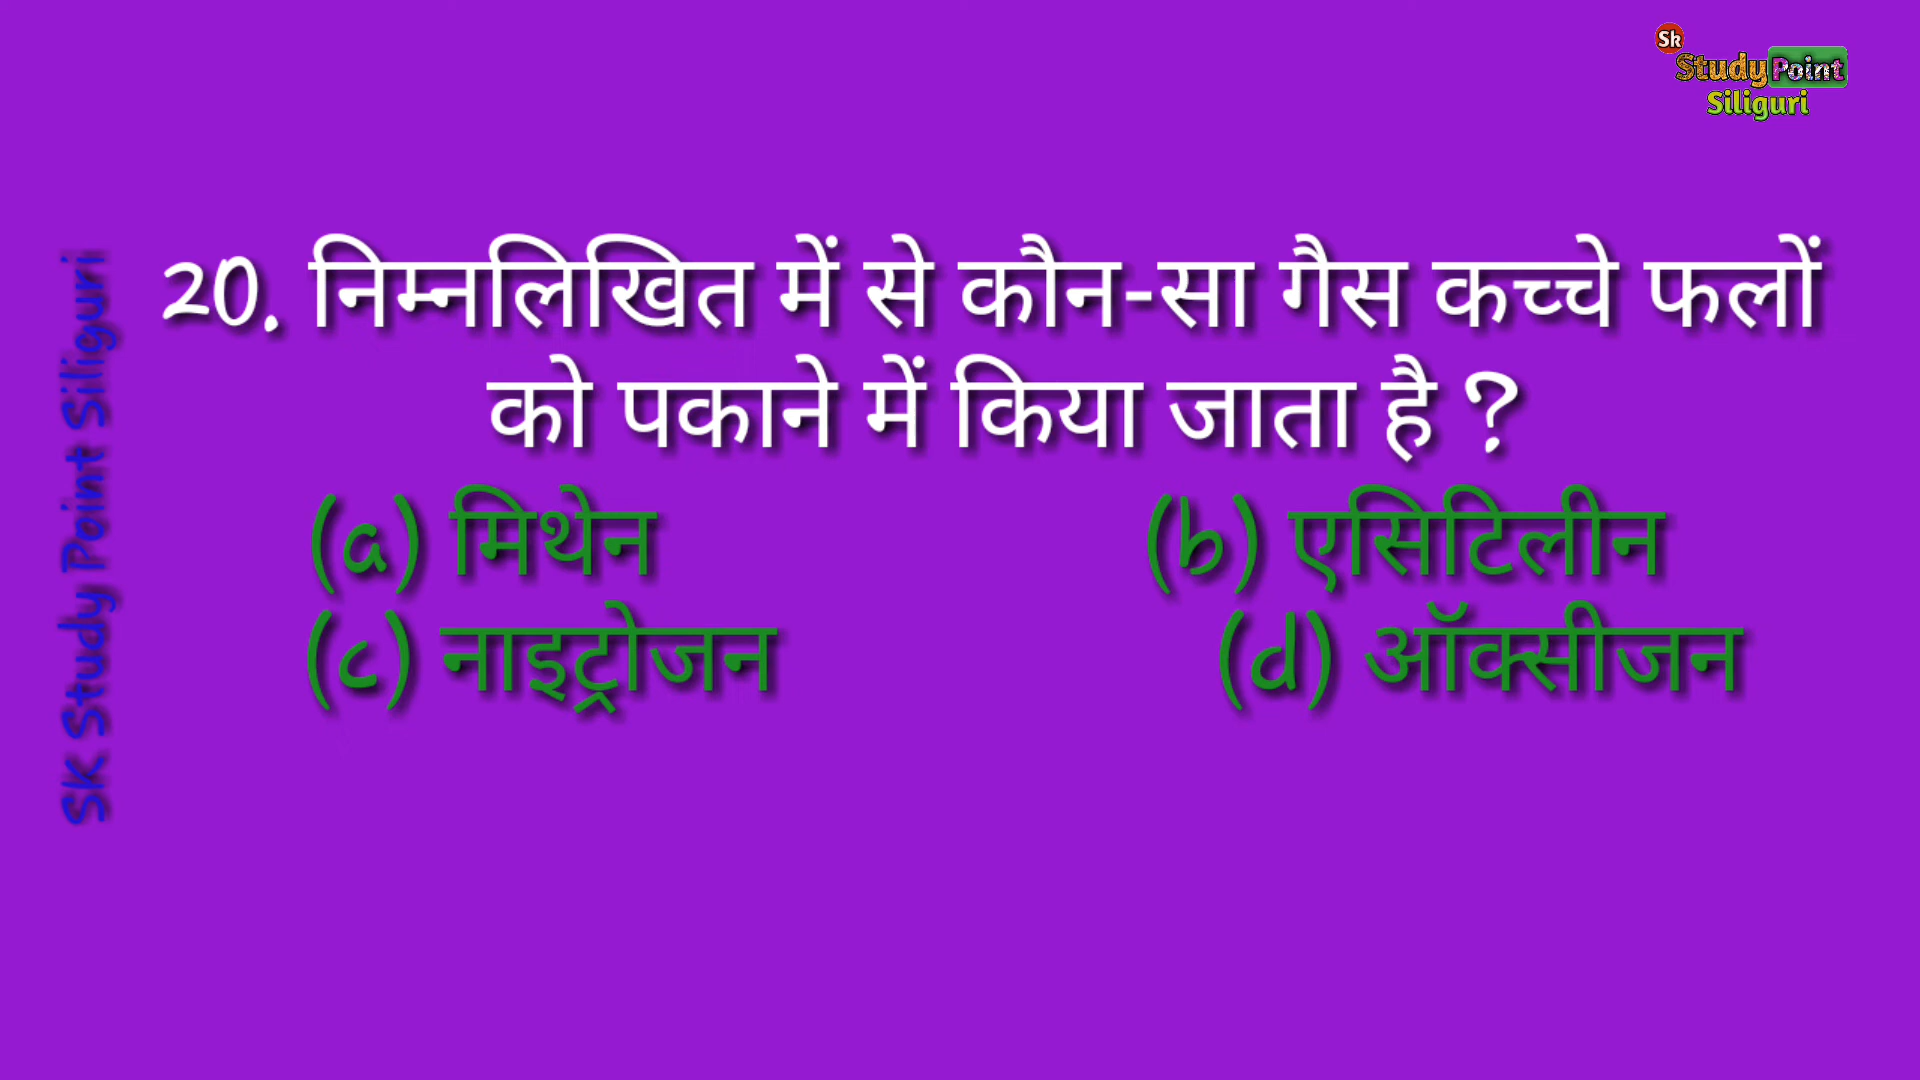 Sk
Study Point
Siliguri
20. निम्नलिखित में से कौन-सा गैस कच्चे फलों
को पकाने में किया जाता है ?
(a) मिथेन (b) एसिटिलीन
(c) नाइट्रोजन (d) ऑक्सीजन
SK Study Point Siliguri